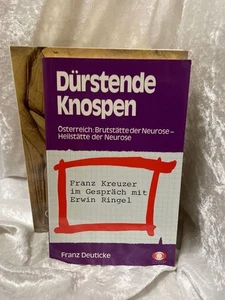 Dürstende
Knospen
Österreich: Brutstätte der Neurose –
Heilstätte der Neurose
Franz Kreuzer
im Gespräch mit
Erwin Ringel
Franz Deuticke